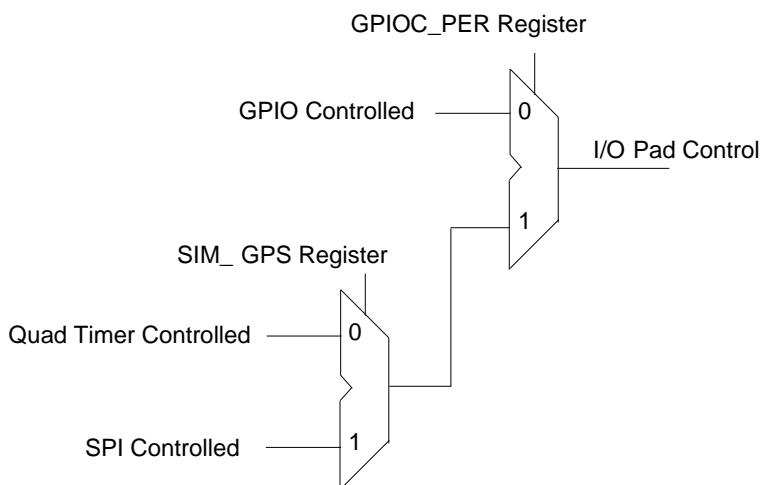 GPIOC_PER Register
GPIO Controlled
0
I/O Pad Control
1
SIM_ GPS Register
Quad Timer Controlled
0
SPI Controlled
1